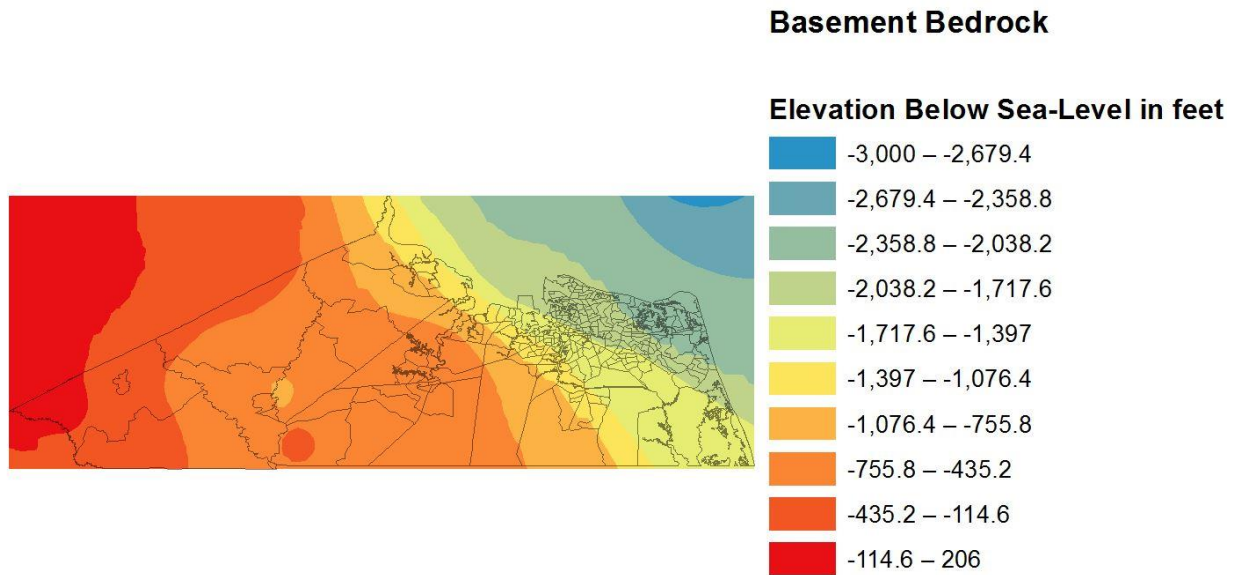 Basement Bedrock
Elevation Below Sea-Level in feet
-3,000 – -2,679.4
-2,679.4 – -2,358.8
-2,358.8 – -2,038.2
-2,038.2 – -1,717.6
-1,717.6 – -1,397
-1,397 – -1,076.4
-1,076.4 – -755.8
-755.8 – -435.2
-435.2 – -114.6
-114.6 – 206